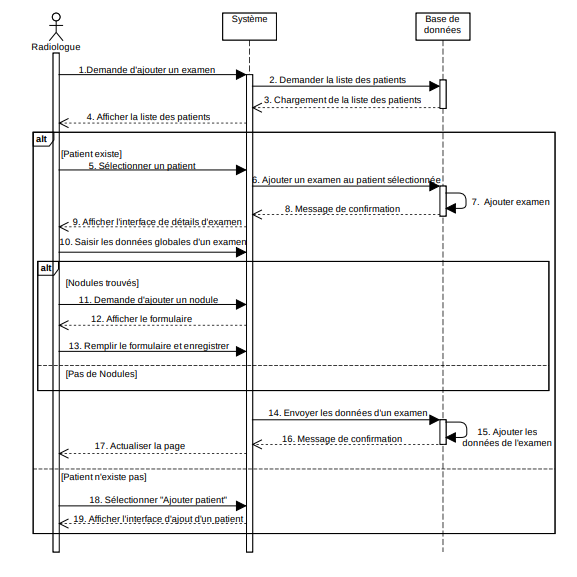 Système
Base de
données
Radiologue
1.Demande d'ajouter un examen
2. Demander la liste des patients
3. Chargement de la liste des patients
4. Afficher la liste des patients
alt
[Patient existe]
5. Sélectionner un patient
6. Ajouter un examen au patient sélectionnée
7. Ajouter examen
8. Message de confirmation
9. Afficher l'interface de détails d'examen
10. Saisir les données globales d'un examen
alt
[Nodules trouvés]
11. Demande d'ajouter un nodule
12. Afficher le formulaire
13. Remplir le formulaire et enregistrer
[Pas de Nodules]
14. Envoyer les données d'un examen
15. Ajouter les
données de l'examen
16. Message de confirmation
17. Actualiser la page
[Patient n'existe pas]
18. Sélectionner "Ajouter patient"
19. Afficher l'interface d'ajout d'un patient